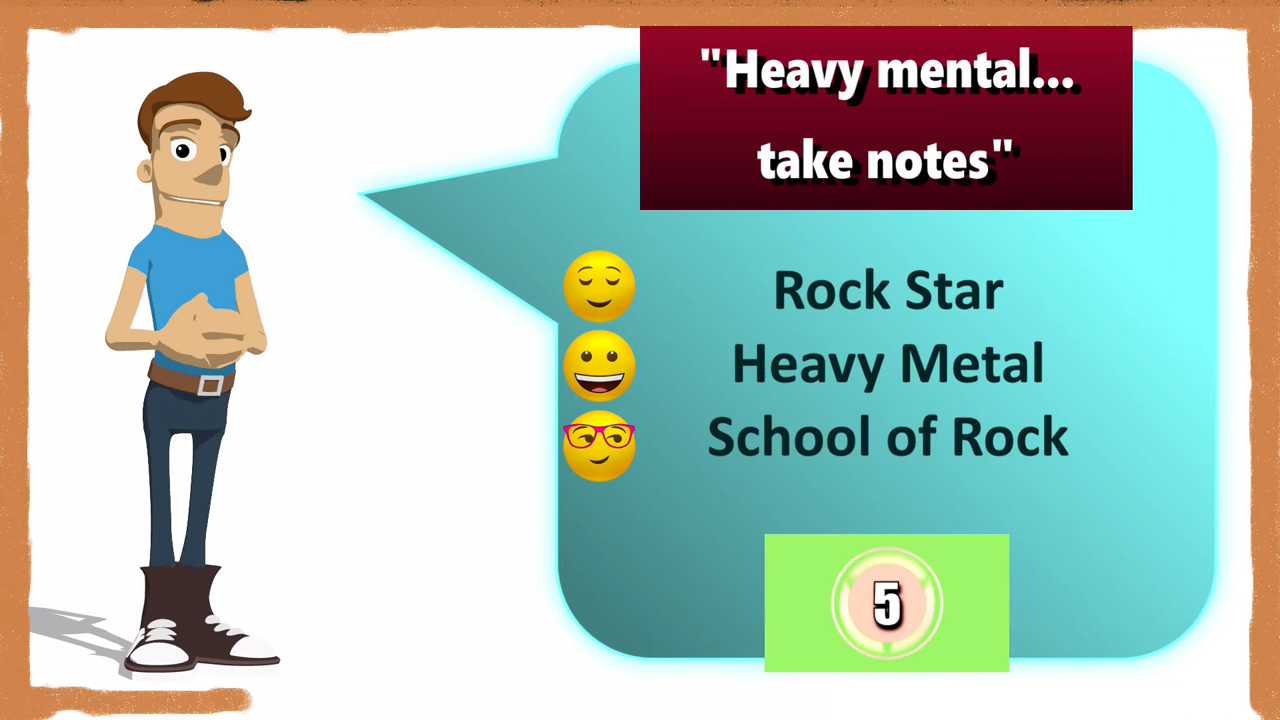 "Heavy mental...
take notes"
Rock Star
Heavy Metal
School of Rock
5